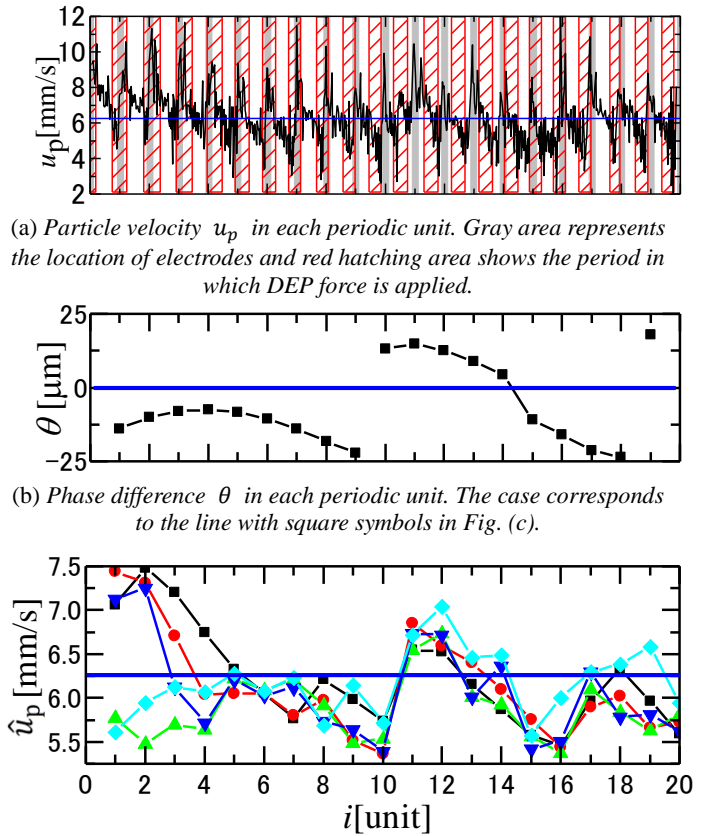 12
10
8
6
4
2
u_p[mm/s]
(a) Particle velocity u_p in each periodic unit. Gray area represents
the location of electrodes and red hatching area shows the period in
which DEP force is applied.
25
0
−25
θ [μm]
(b) Phase difference θ in each periodic unit. The case corresponds
to the line with square symbols in Fig. (c).
7.5
7.0
6.5
6.0
5.5
û_p [mm/s]
0 2 4 6 8 10 12 14 16 18 20
i[unit]